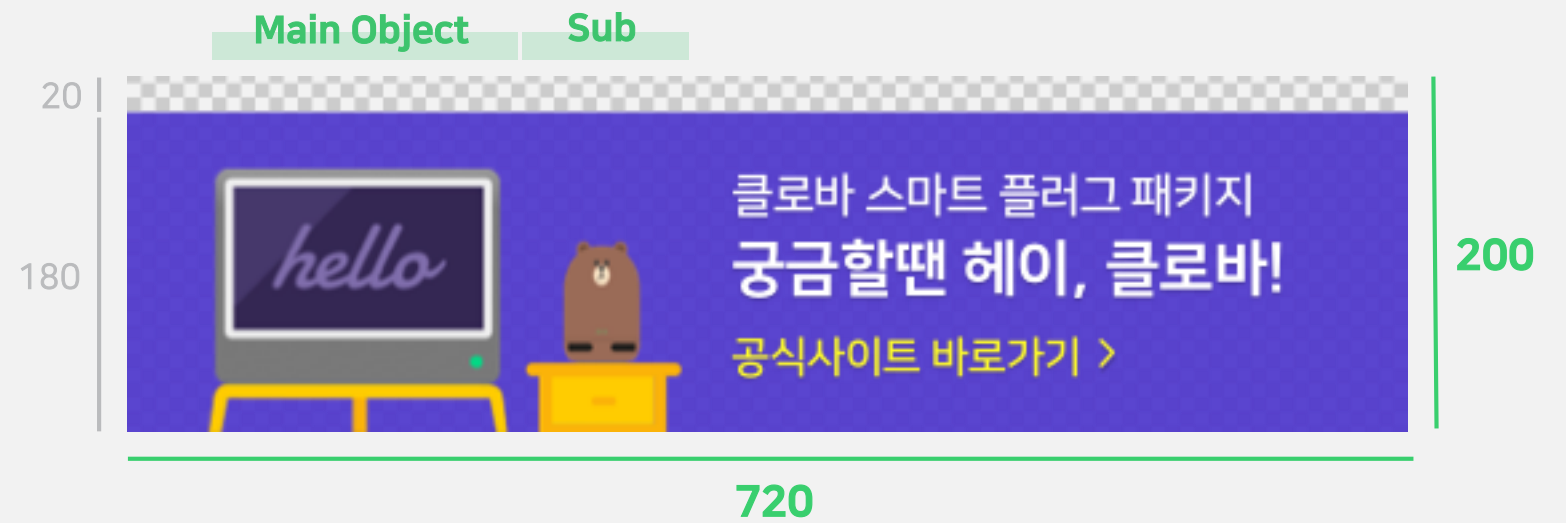 Main Object Sub
20
180
hello
클로바 스마트 플러그 패키지
궁금할땐 헤이, 클로바!
공식사이트 바로가기 >
200
720